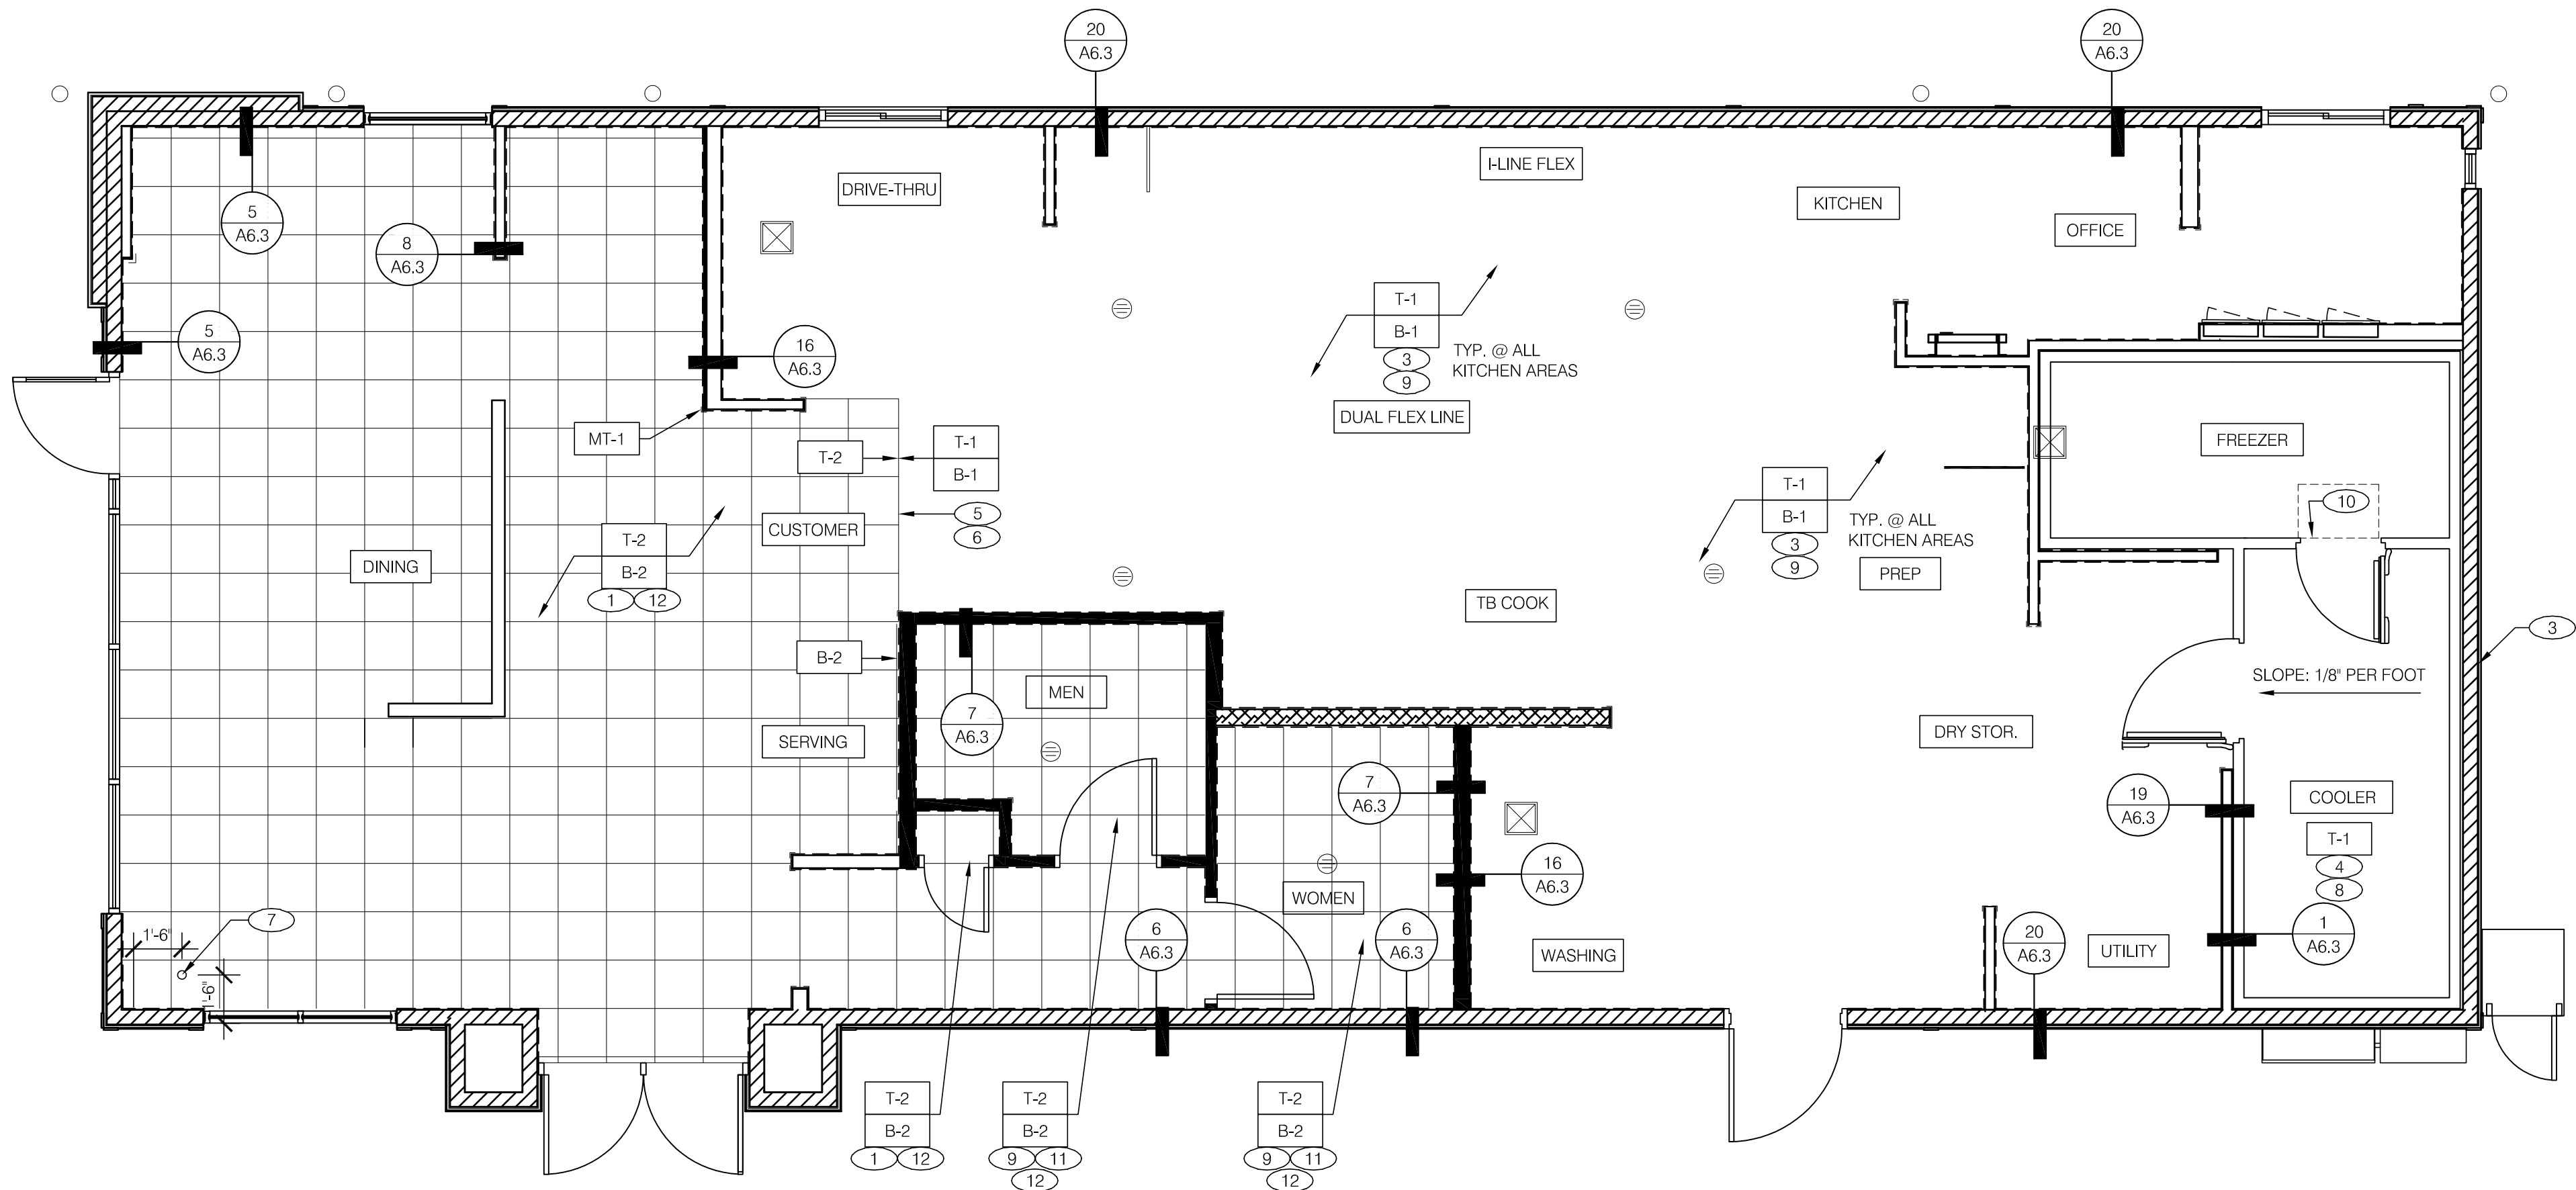 20
A6.3
20
A6.3
I-LINE FLEX
DRIVE-THRU
KITCHEN
OFFICE
5
A6.3
8
A6.3
5
A6.3
16
A6.3
T-1
B-1
3
9
TYP. @ ALL
KITCHEN AREAS
DUAL FLEX LINE
MT-1
T-2
T-1
B-1
5
6
FREEZER
10
T-1
B-1
3
9
TYP. @ ALL
KITCHEN AREAS
PREP
CUSTOMER
T-2
B-2
1
12
DINING
TB COOK
3
B-2
MEN
7
A6.3
SLOPE: 1/8" PER FOOT
SERVING
DRY STOR.
7
A6.3
19
A6.3
COOLER
T-1
4
8
1
A6.3
16
A6.3
WOMEN
7
1'-6"
1'-6"
6
A6.3
6
A6.3
WASHING
20
A6.3
UTILITY
T-2
B-2
1
12
T-2
B-2
9
11
12
T-2
B-2
9
11
12